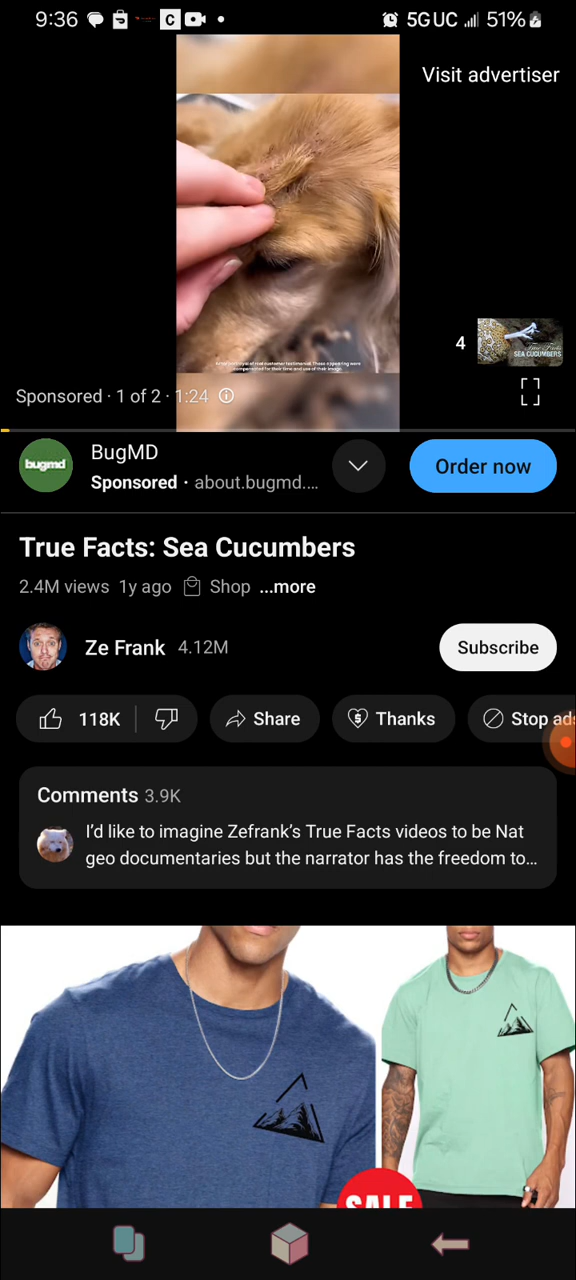 9:36
C
5G UC
51%
Visit advertiser
4
True Facts
SEA CUCUMBERS
Sponsored · 1 of 2 · 1:24
bugmd
BugMD
Sponsored · about.bugmd....
Order now
True Facts: Sea Cucumbers
2.4M views 1y ago Shop ...more
Ze Frank 4.12M
Subscribe
118K
Share
Thanks
Stop ads
Comments 3.9K
I'd like to imagine Zefrank's True Facts videos to be Nat
geo documentaries but the narrator has the freedom to...
SALE